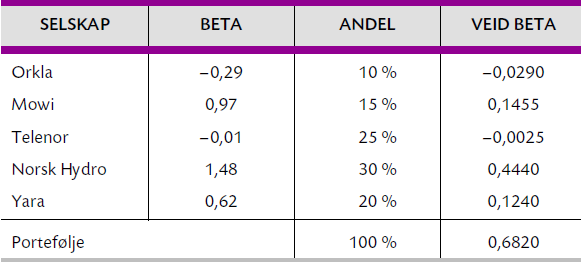 SELSKAP BETA ANDEL VEID BETA
Orkla –0,29 10 % –0,0290
Mowi 0,97 15 % 0,1455
Telenor –0,01 25 % –0,0025
Norsk Hydro 1,48 30 % 0,4440
Yara 0,62 20 % 0,1240
Portefølje 100 % 0,6820